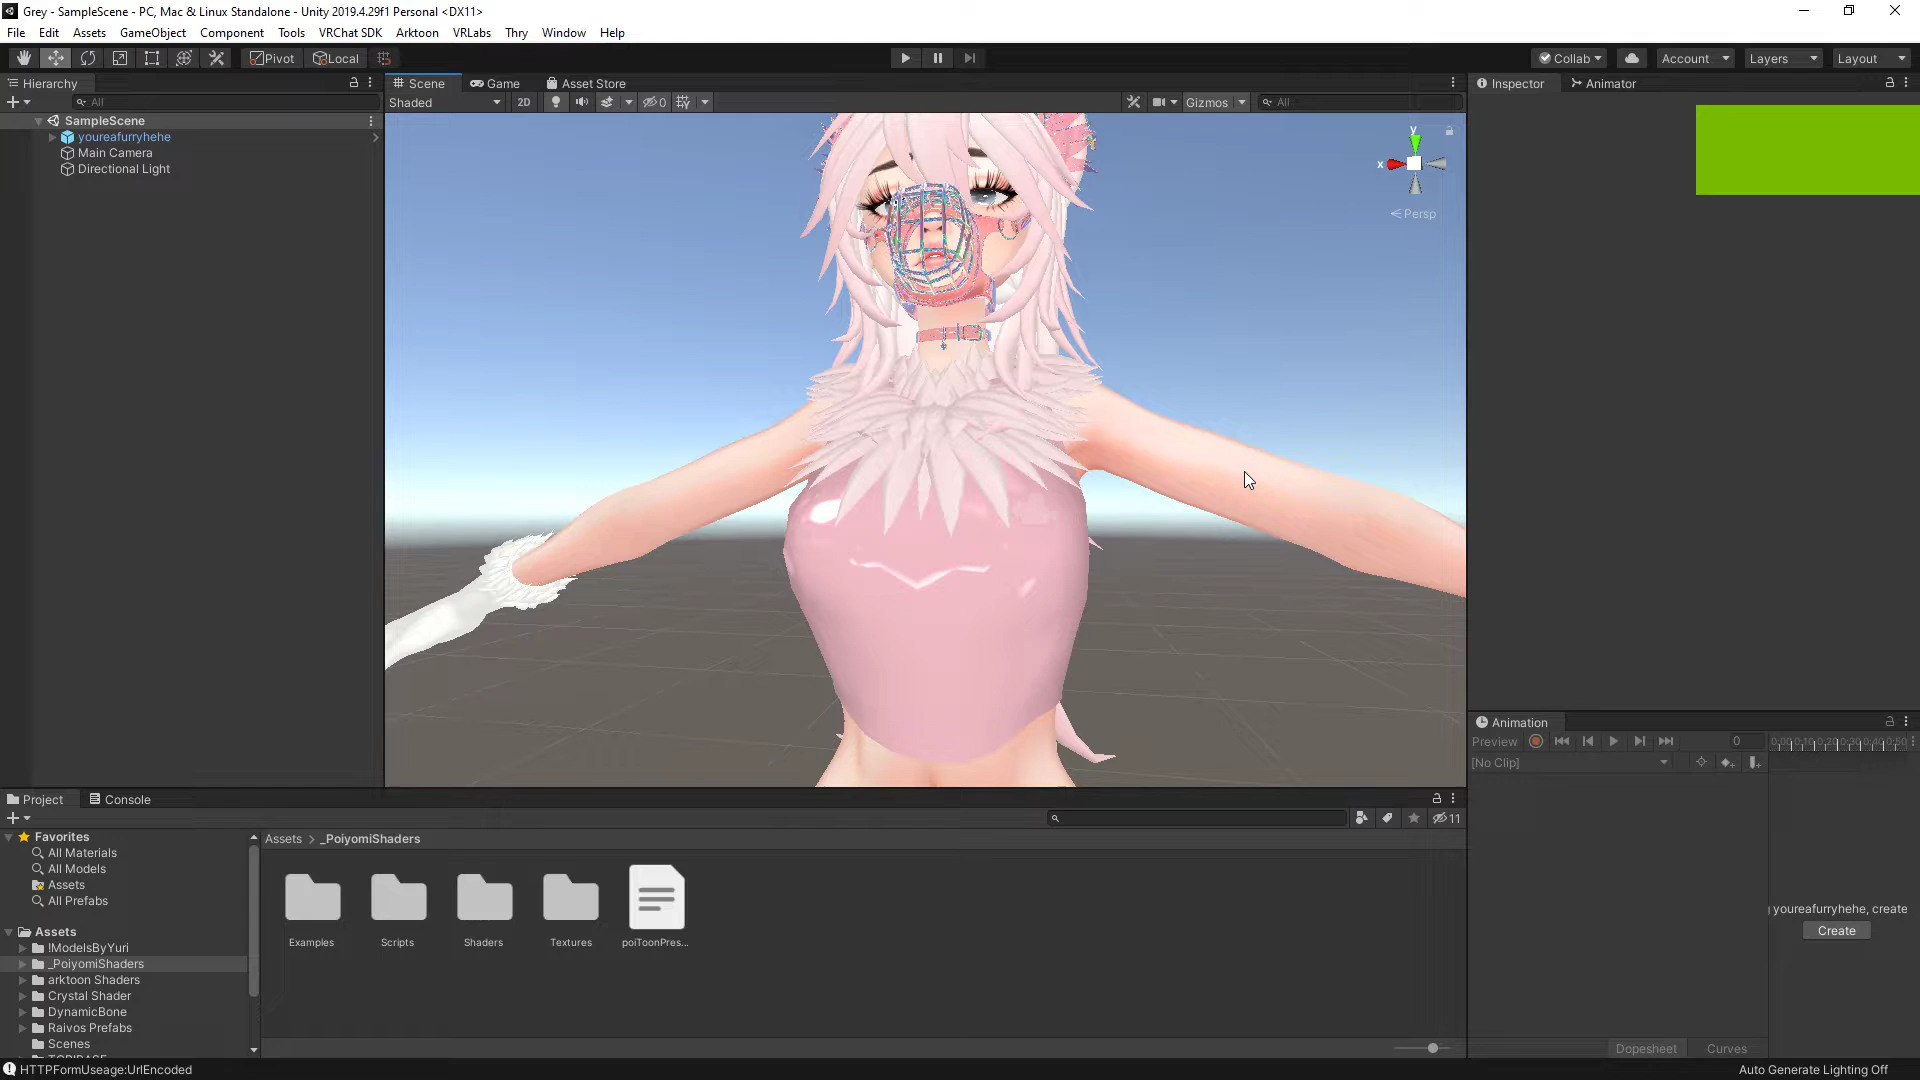 Grey - SampleScene - PC, Mac & Linux Standalone - Unity 2019.4.29f1 Personal <DX11>
File Edit Assets GameObject Component Tools VRChat SDK Arktoon VRLabs Thry Window Help
Pivot Local Collab Account Layers Layout
Hierarchy Scene Game Asset Store Inspector Animator
All Shaded 2D 0 Gizmos All
SampleScene
youreafurryhehe
Main Camera
Directional Light
y
x
Persp
Animation
Preview 0
[No Clip]
Project Console
11
Favorites
All Materials
All Models
Assets
All Prefabs
Assets
!ModelsByYuri
_PoiyomiShaders
arktoon Shaders
Crystal Shader
DynamicBone
Raivos Prefabs
Scenes
Assets > _PoiyomiShaders
Examples Scripts Shaders Textures poiToonPres...
youreafurryhehe, create
Create
Dopesheet Curves
HTTPFormUseage:UrlEncoded
Auto Generate Lighting Off